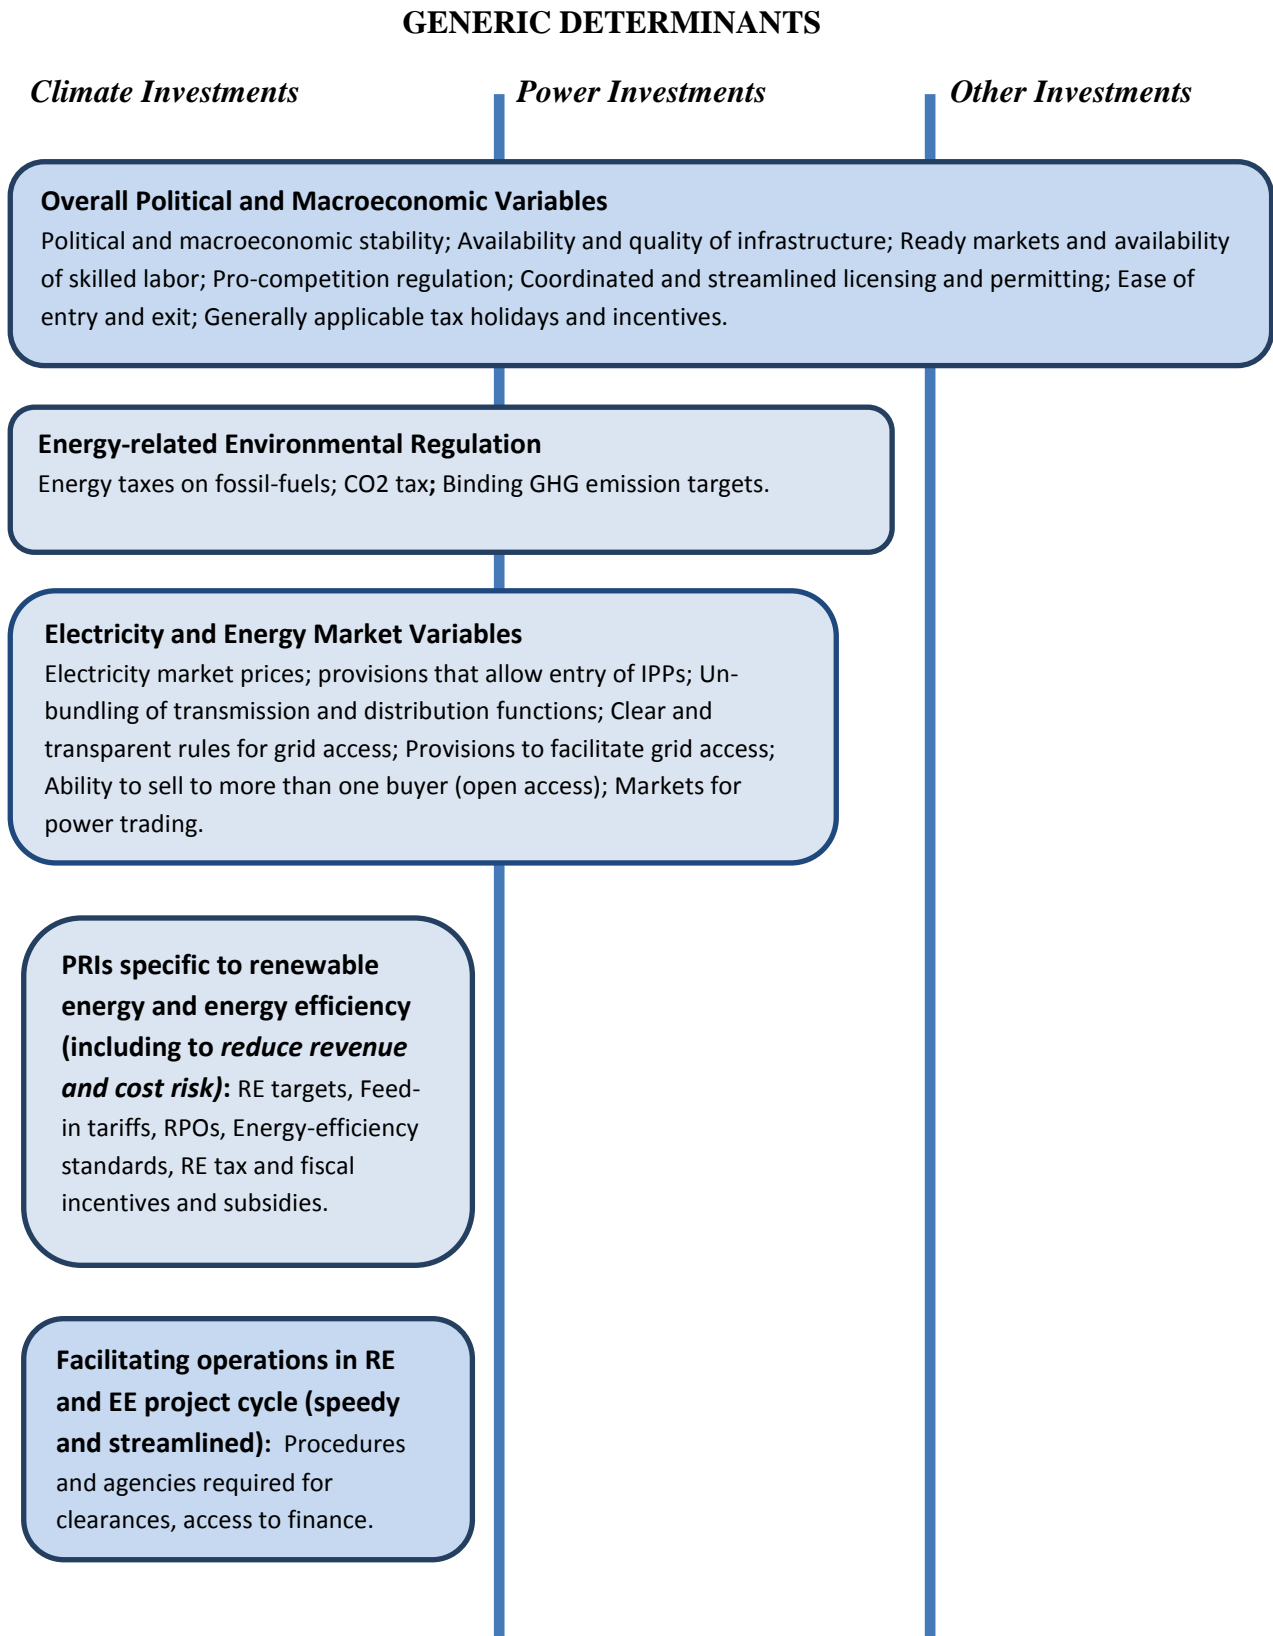 GENERIC DETERMINANTS
Climate Investments
Power Investments
Other Investments
Overall Political and Macroeconomic Variables
Political and macroeconomic stability; Availability and quality of infrastructure; Ready markets and availability
of skilled labor; Pro-competition regulation; Coordinated and streamlined licensing and permitting; Ease of
entry and exit; Generally applicable tax holidays and incentives.
Energy-related Environmental Regulation
Energy taxes on fossil-fuels; CO2 tax; Binding GHG emission targets.
Electricity and Energy Market Variables
Electricity market prices; provisions that allow entry of IPPs; Un-
bundling of transmission and distribution functions; Clear and
transparent rules for grid access; Provisions to facilitate grid access;
Ability to sell to more than one buyer (open access); Markets for
power trading.
PRIs specific to renewable
energy and energy efficiency
(including to reduce revenue
and cost risk): RE targets, Feed-
in tariffs, RPOs, Energy-efficiency
standards, RE tax and fiscal
incentives and subsidies.
Facilitating operations in RE
and EE project cycle (speedy
and streamlined): Procedures
and agencies required for
clearances, access to finance.